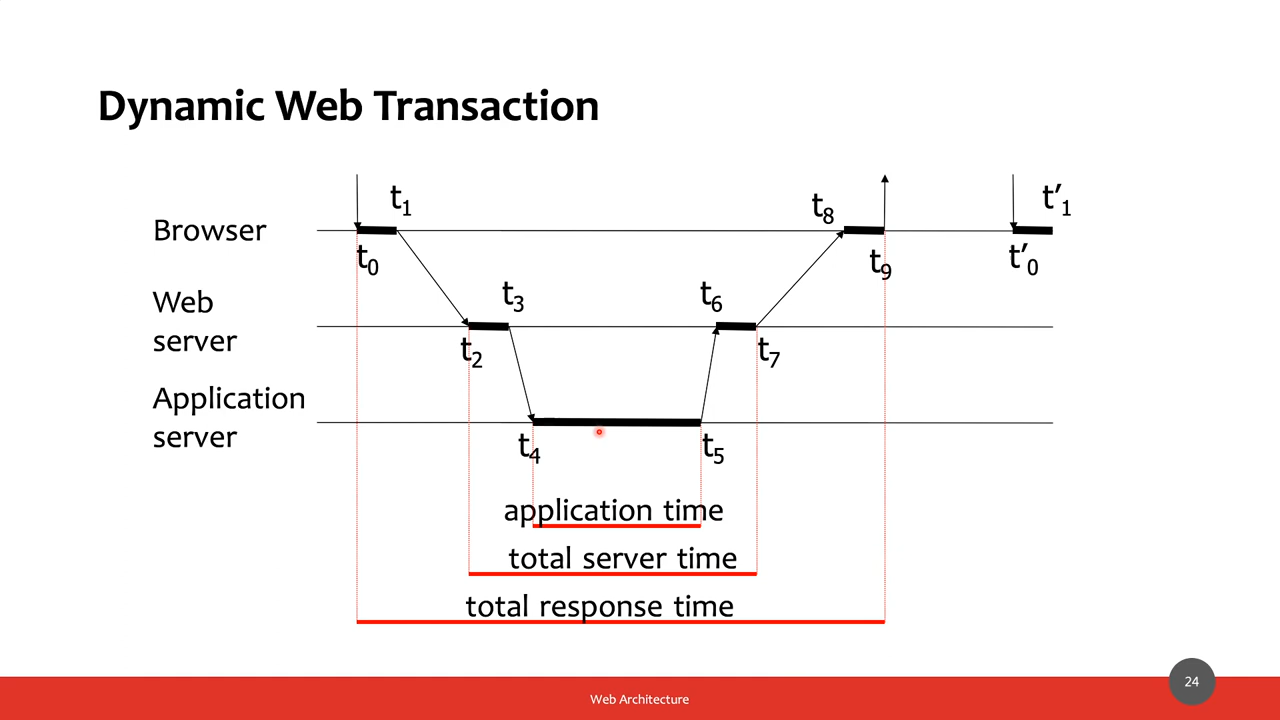 Dynamic Web Transaction
t1
t8
t′1
Browser
t0
t9
t′0
Web
server
t3
t6
t2
t7
Application
server
t4
t5
application time
total server time
total response time
24
Web Architecture